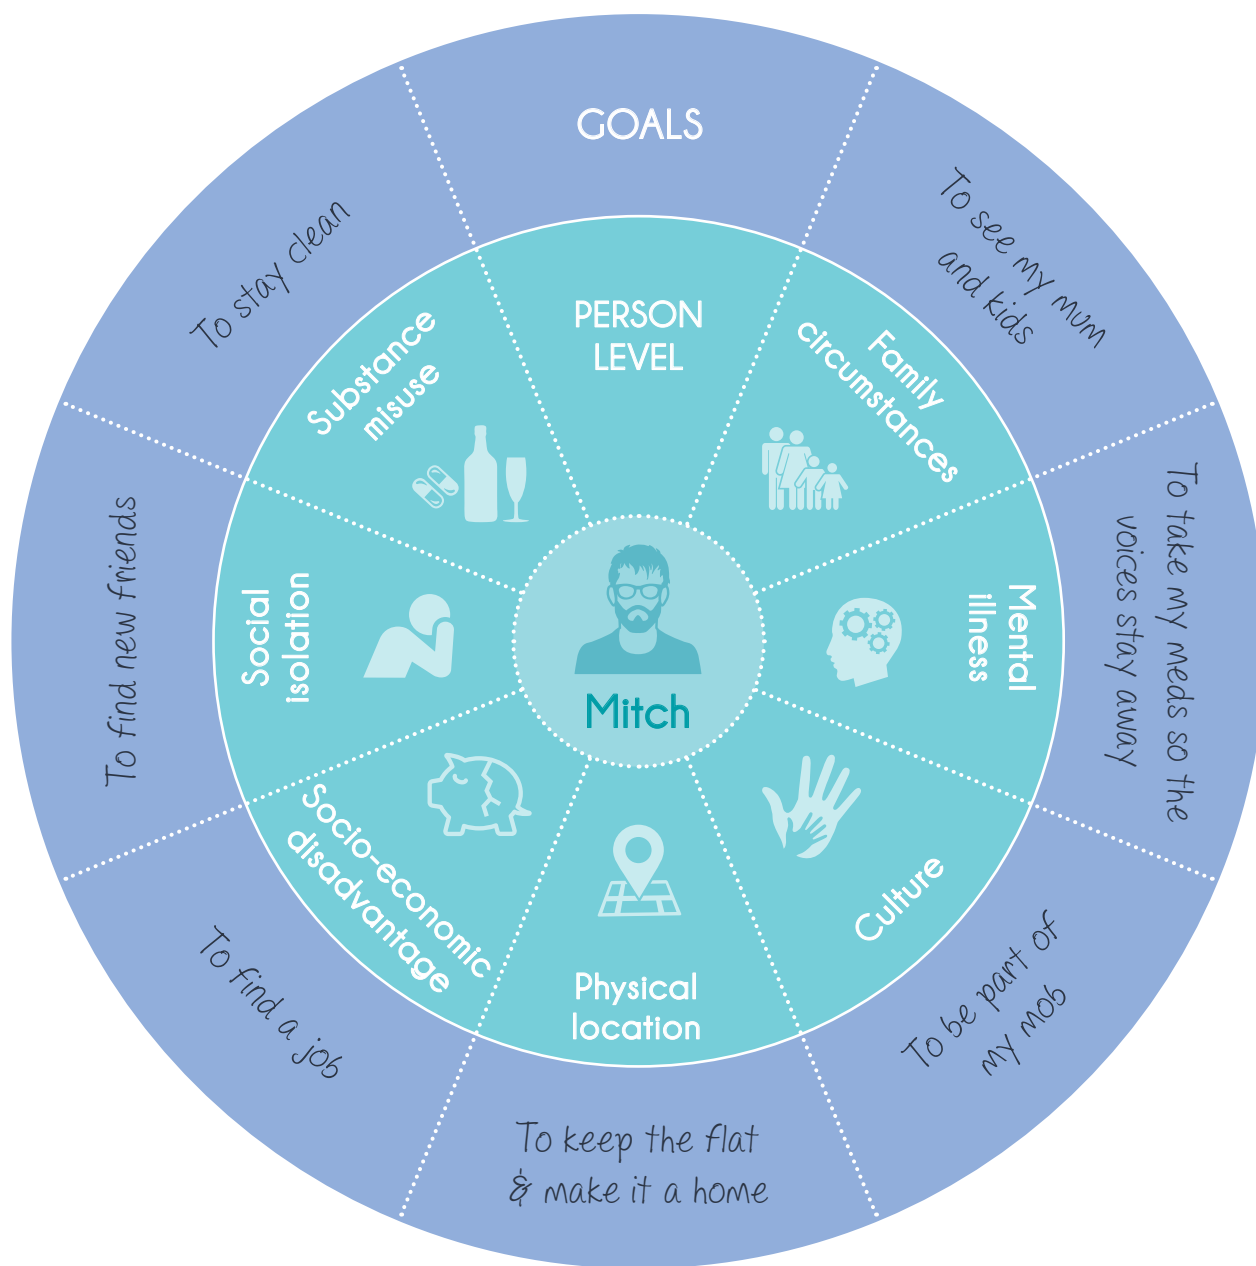 GOALS
To see my mum
and kids
To take my meds so the
voices stay away
To be part of
my mob
To keep the flat
& make it a home
To find a job
To find new friends
To stay clean
PERSON
LEVEL
Family
circumstances
Mental
illness
Culture
Physical
location
Socio-economic
disadvantage
Social
isolation
Substance
misuse
Mitch